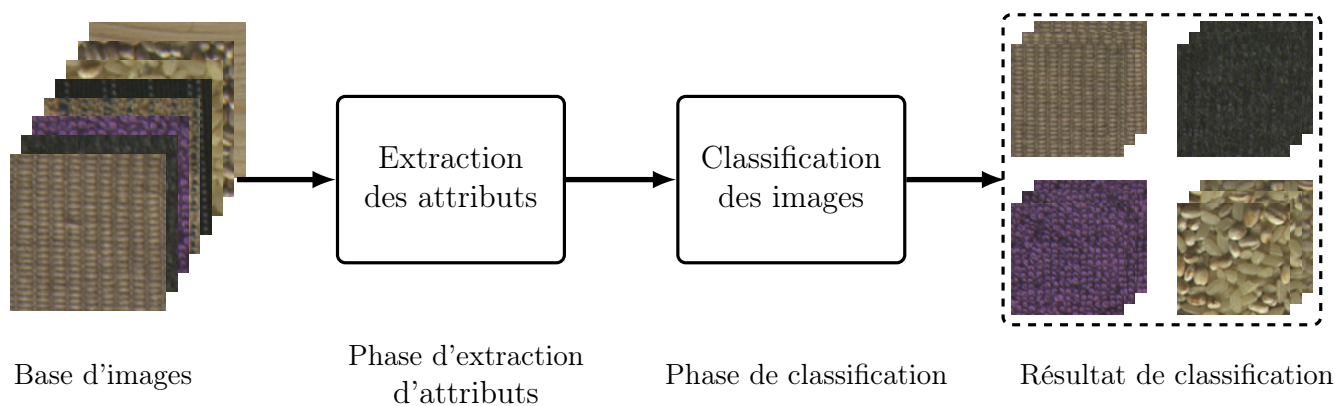 Extraction
des attributs
Classification
des images
Base d'images
Phase d'extraction
d'attributs
Phase de classification
Résultat de classification